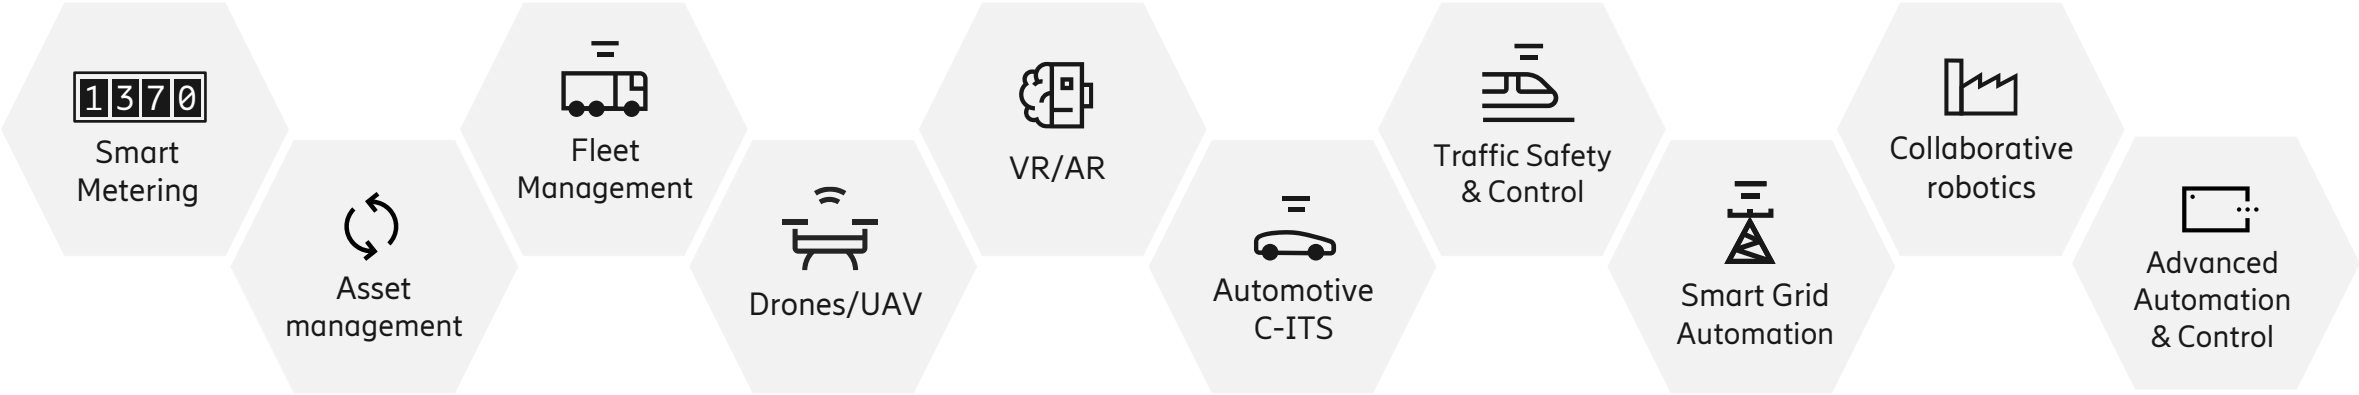 1370
Smart
Metering
Asset
management
Fleet
Management
Drones/UAV
VR/AR
Automotive
C-ITS
Traffic Safety
& Control
Smart Grid
Automation
Collaborative
robotics
Advanced
Automation
& Control